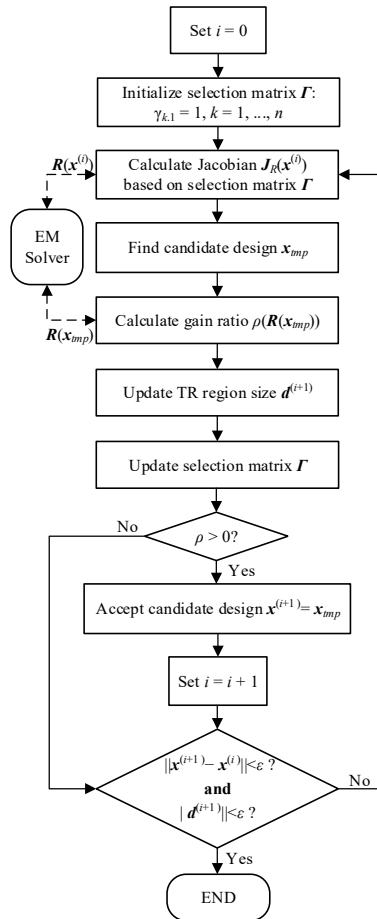 Set i = 0
Initialize selection matrix Γ:
γk.1 = 1, k = 1, ..., n
R(x(i))
Calculate Jacobian JR(x(i))
based on selection matrix Γ
EM
Solver
Find candidate design xtmp
R(xtmp)
Calculate gain ratio ρ(R(xtmp))
Update TR region size d(i+1)
Update selection matrix Γ
No
ρ > 0?
Yes
Accept candidate design x(i+1)= xtmp
Set i = i + 1
||x(i+1)− x(i)||<ε ?
and
| d(i+1)||<ε ?
No
Yes
END